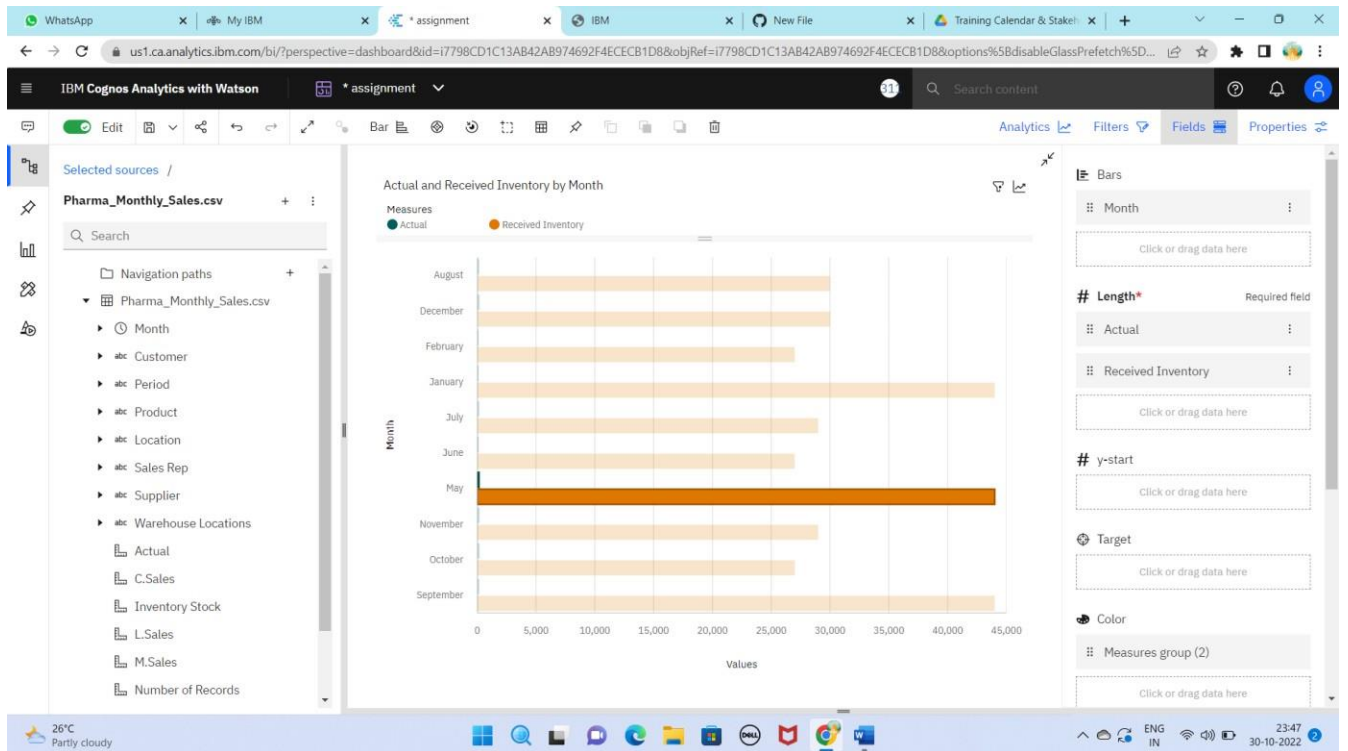 WhatsApp
My IBM
* assignment
IBM
New File
Training Calendar & Stakeh
us1.ca.analytics.ibm.com/bi/?perspective=dashboard&id=i7798CD1C13AB42AB974692F4ECECB1D8&objRef=i7798CD1C13AB42AB974692F4ECECB1D8&options%5BdisableGlassPrefetch%5D...
IBM Cognos Analytics with Watson
* assignment
31
Search content
Edit
Bar
Analytics
Filters
Fields
Properties
Selected sources /
Pharma_Monthly_Sales.csv
Search
Navigation paths
Pharma_Monthly_Sales.csv
Month
abc Customer
abc Period
abc Product
abc Location
abc Sales Rep
abc Supplier
abc Warehouse Locations
Actual
C.Sales
Inventory Stock
L.Sales
M.Sales
Number of Records
Actual and Received Inventory by Month
Measures
Actual
Received Inventory
Month
August
December
February
January
July
June
May
November
October
September
0
5,000
10,000
15,000
20,000
25,000
30,000
35,000
40,000
45,000
Values
Bars
Month
Click or drag data here
# Length*
Required field
Actual
Received Inventory
Click or drag data here
# y-start
Click or drag data here
Target
Click or drag data here
Color
Measures group (2)
Click or drag data here
26°C
Partly cloudy
DELL
ENG
IN
23:47
30-10-2022
2